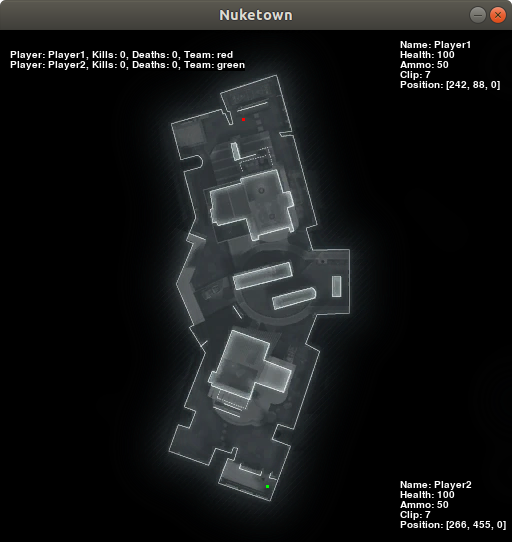 Nuketown
Player: Player1, Kills: 0, Deaths: 0, Team: red
Player: Player2, Kills: 0, Deaths: 0, Team: green
Name: Player1
Health: 100
Ammo: 50
Clip: 7
Position: [242, 88, 0]
Name: Player2
Health: 100
Ammo: 50
Clip: 7
Position: [266, 455, 0]